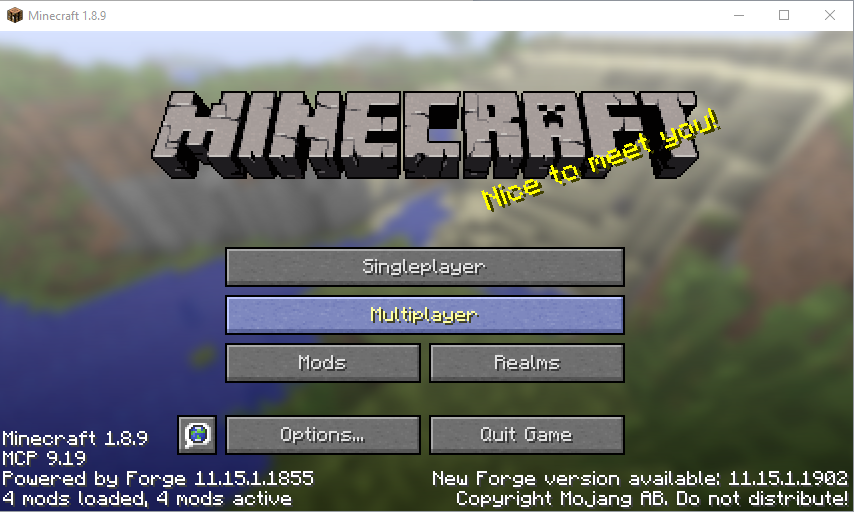 Minecraft 1.8.9
MINECRAFT
Nice to meet you!
Singleplayer
Multiplayer
Mods
Realms
Options...
Quit Game
Minecraft 1.8.9
MCP 9.19
Powered by Forge 11.15.1.1855
New Forge version available: 11.15.1.1902
4 mods loaded, 4 mods active
Copyright Mojang AB. Do not distribute!